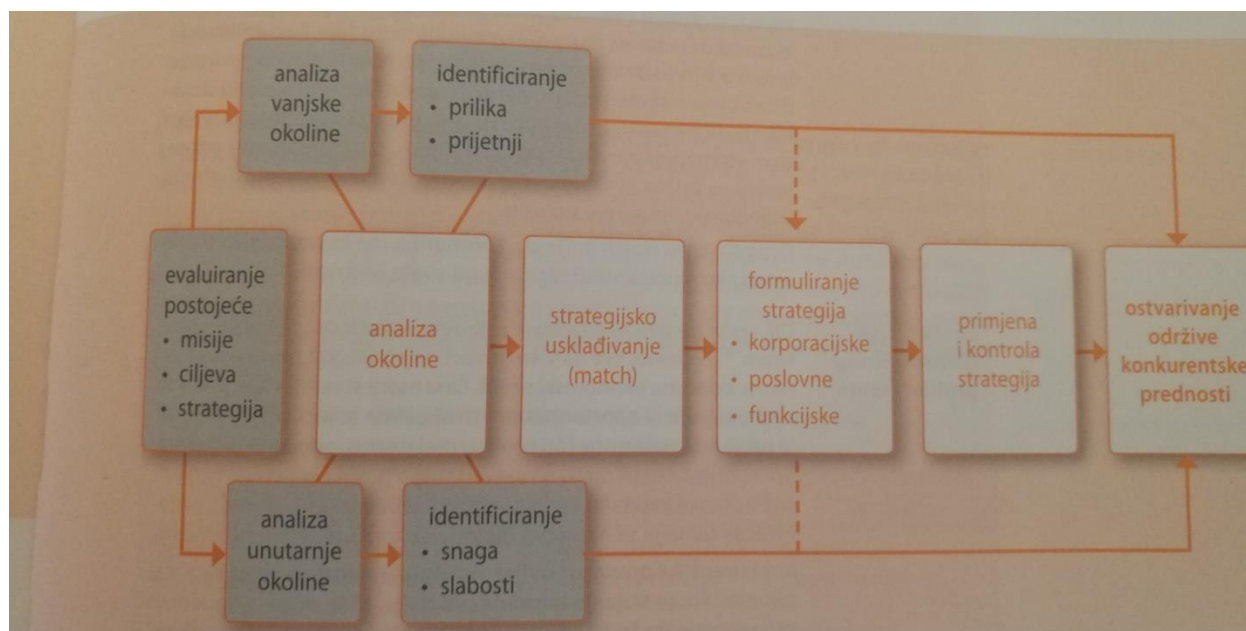 analiza
vanjske
okoline
identificiranje
• prilika
• prijetnji
evaluiranje
postojeće
• misije
• ciljeva
• strategija
analiza
okoline
strategijsko
usklađivanje
(match)
formuliranje
strategija
• korporacijske
• poslovne
• funkcijske
primjena
i kontrola
strategija
ostvarivanje
održive
konkurentske
prednosti
analiza
unutarnje
okoline
identificiranje
• snaga
• slabosti